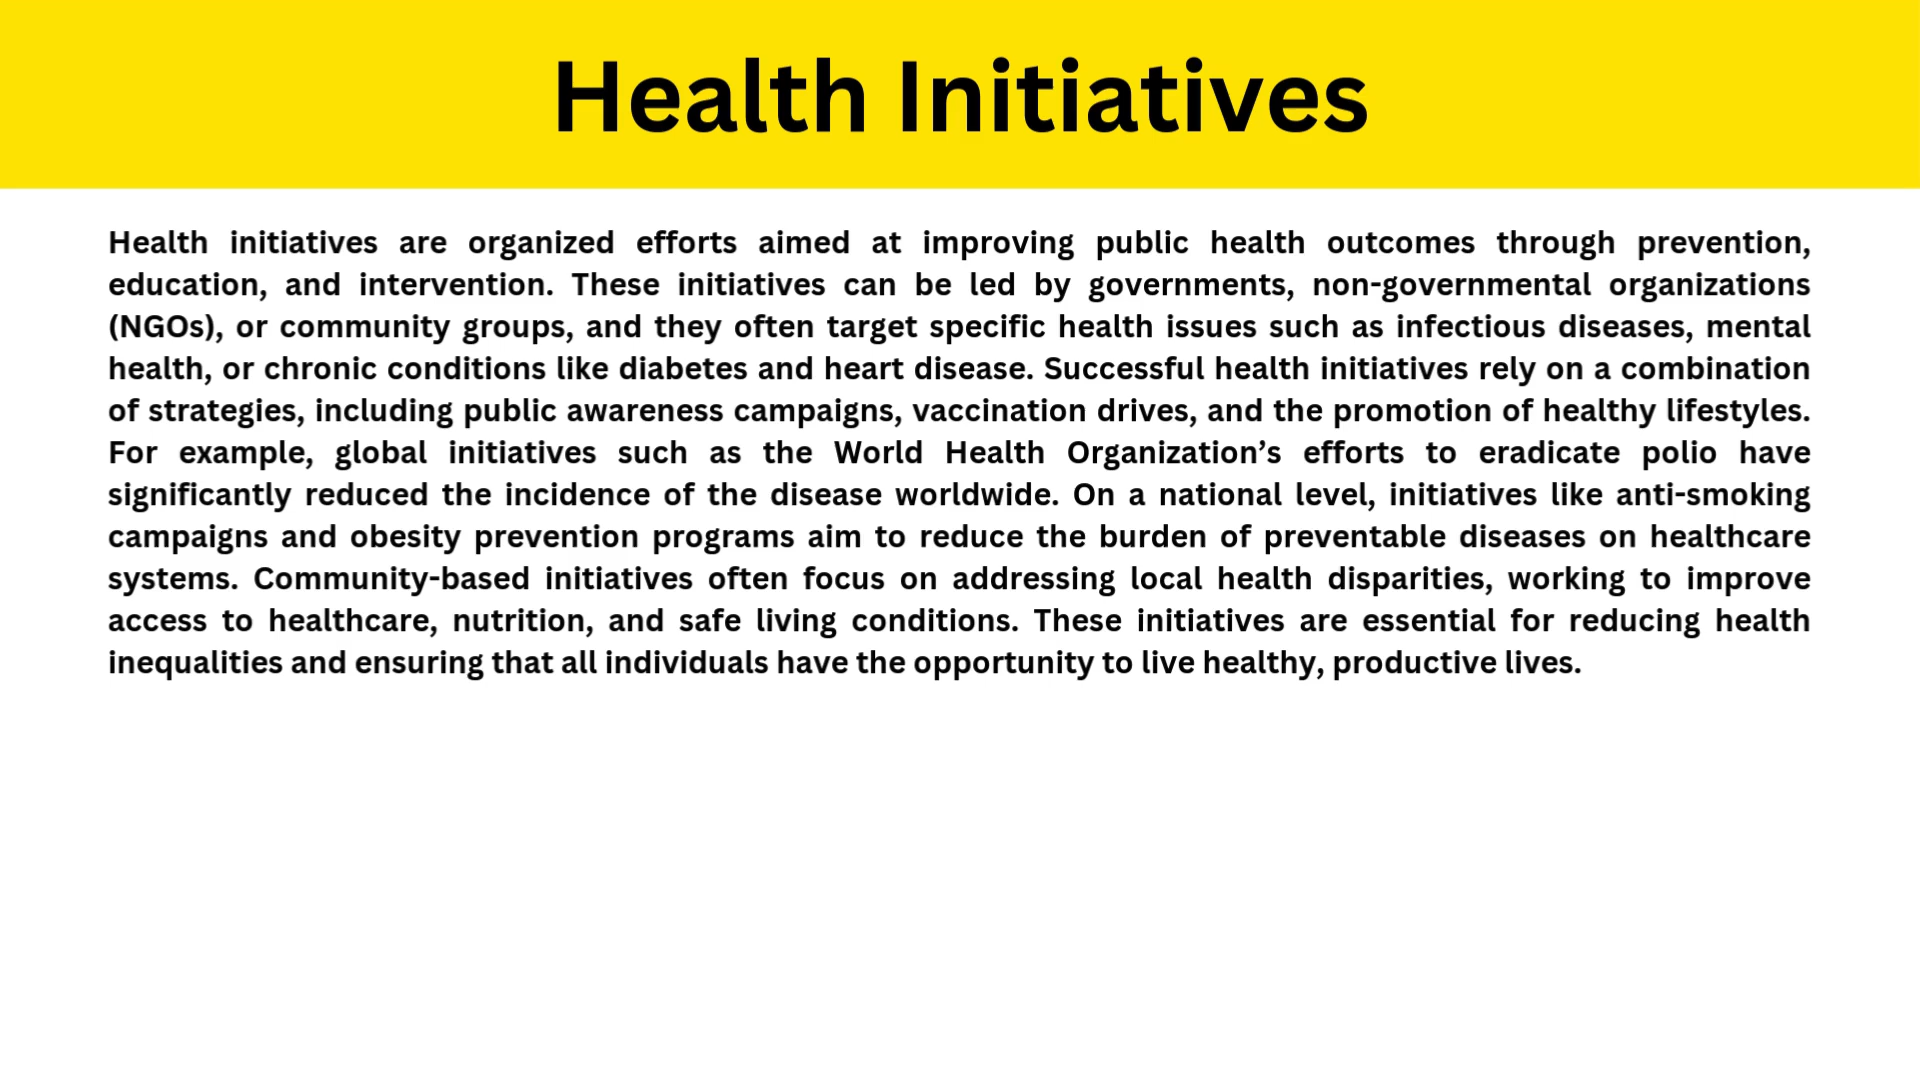 Health Initiatives
Health initiatives are organized efforts aimed at improving public health outcomes through prevention,
education, and intervention. These initiatives can be led by governments, non-governmental organizations
(NGOs), or community groups, and they often target specific health issues such as infectious diseases, mental
health, or chronic conditions like diabetes and heart disease. Successful health initiatives rely on a combination
of strategies, including public awareness campaigns, vaccination drives, and the promotion of healthy lifestyles.
For example, global initiatives such as the World Health Organization’s efforts to eradicate polio have
significantly reduced the incidence of the disease worldwide. On a national level, initiatives like anti-smoking
campaigns and obesity prevention programs aim to reduce the burden of preventable diseases on healthcare
systems. Community-based initiatives often focus on addressing local health disparities, working to improve
access to healthcare, nutrition, and safe living conditions. These initiatives are essential for reducing health
inequalities and ensuring that all individuals have the opportunity to live healthy, productive lives.